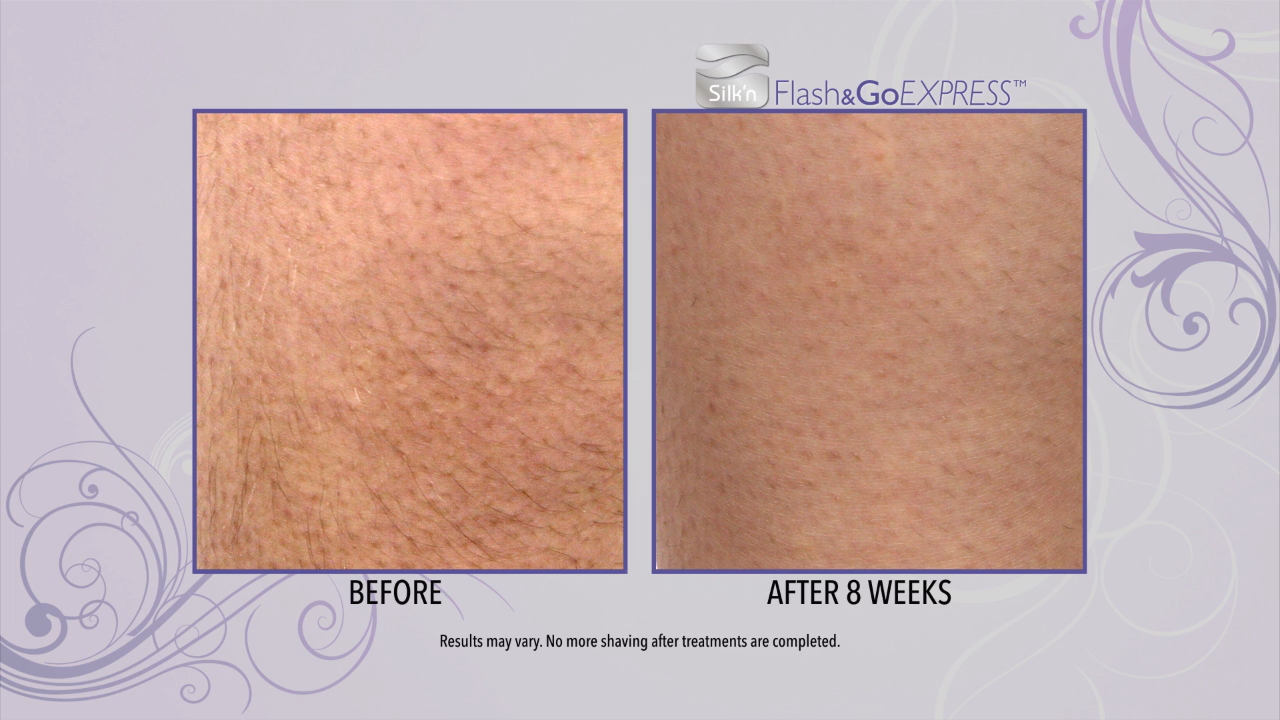 Silk'n
Flash&GoEXPRESS™
BEFORE
AFTER 8 WEEKS
Results may vary. No more shaving after treatments are completed.